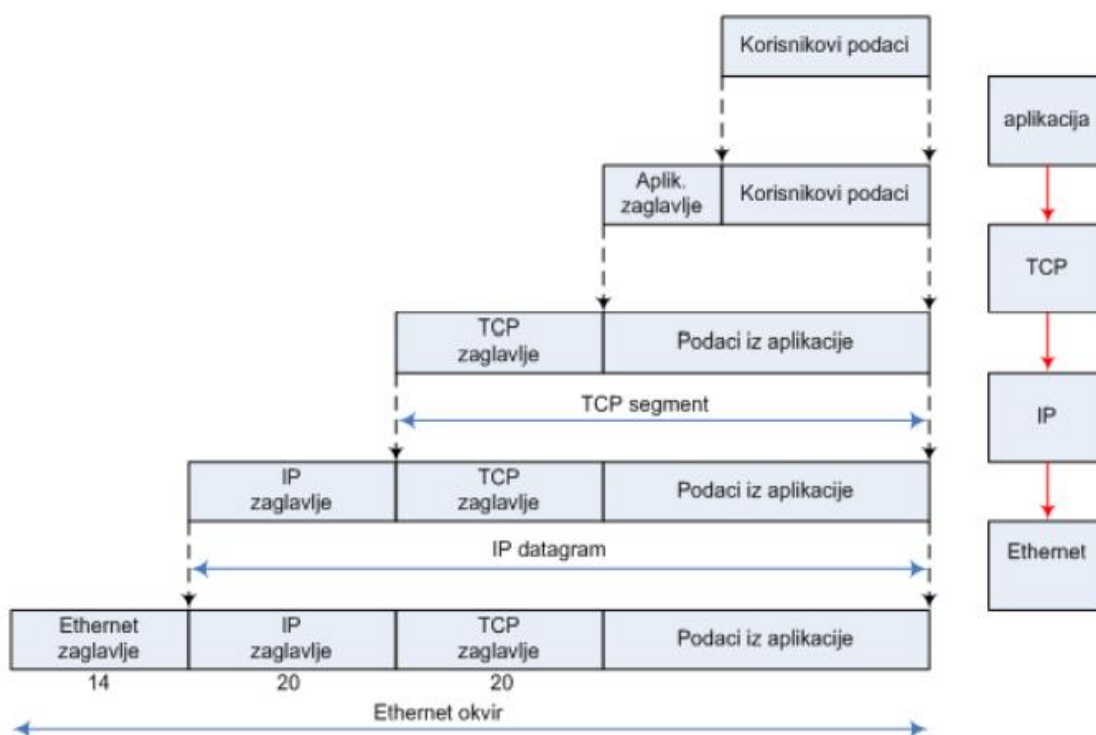 Korisnikovi podaci
aplikacija
Aplik.
zaglavlje
Korisnikovi podaci
TCP
TCP
zaglavlje
Podaci iz aplikacije
TCP segment
IP
IP
zaglavlje
TCP
zaglavlje
Podaci iz aplikacije
IP datagram
Ethernet
Ethernet
zaglavlje
IP
zaglavlje
TCP
zaglavlje
Podaci iz aplikacije
14
20
20
Ethernet okvir